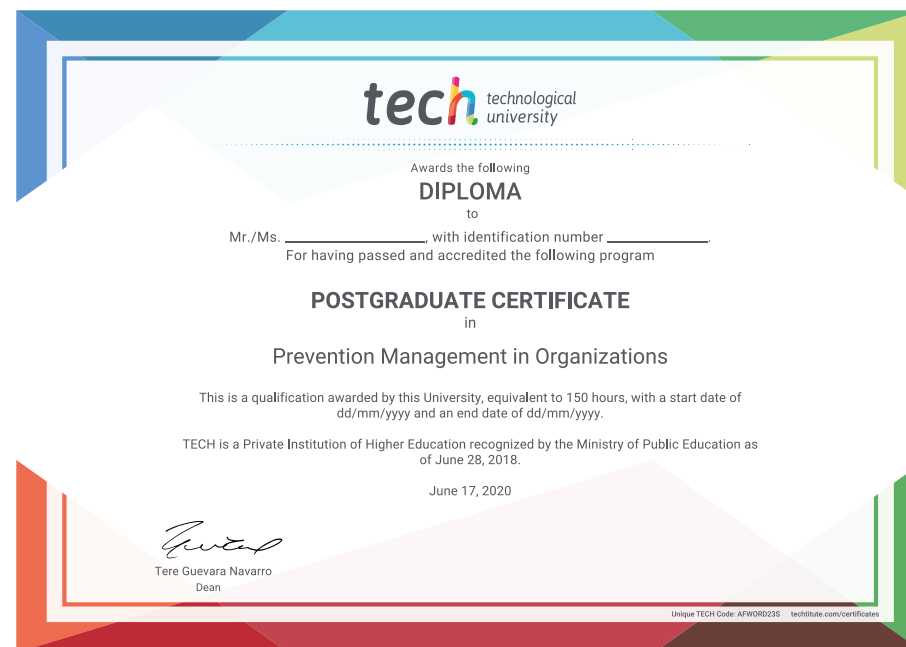 tech technological
university
Awards the following
DIPLOMA
to
Mr./Ms. ____________________, with identification number ______________.
For having passed and accredited the following program
POSTGRADUATE CERTIFICATE
in
Prevention Management in Organizations
This is a qualification awarded by this University, equivalent to 150 hours, with a start date of
dd/mm/yyyy and an end date of dd/mm/yyyy.
TECH is a Private Institution of Higher Education recognized by the Ministry of Public Education as
of June 28, 2018.
June 17, 2020
Tere Guevara Navarro
Dean
Unique TECH Code: AFWORD23S techtitute.com/certificates